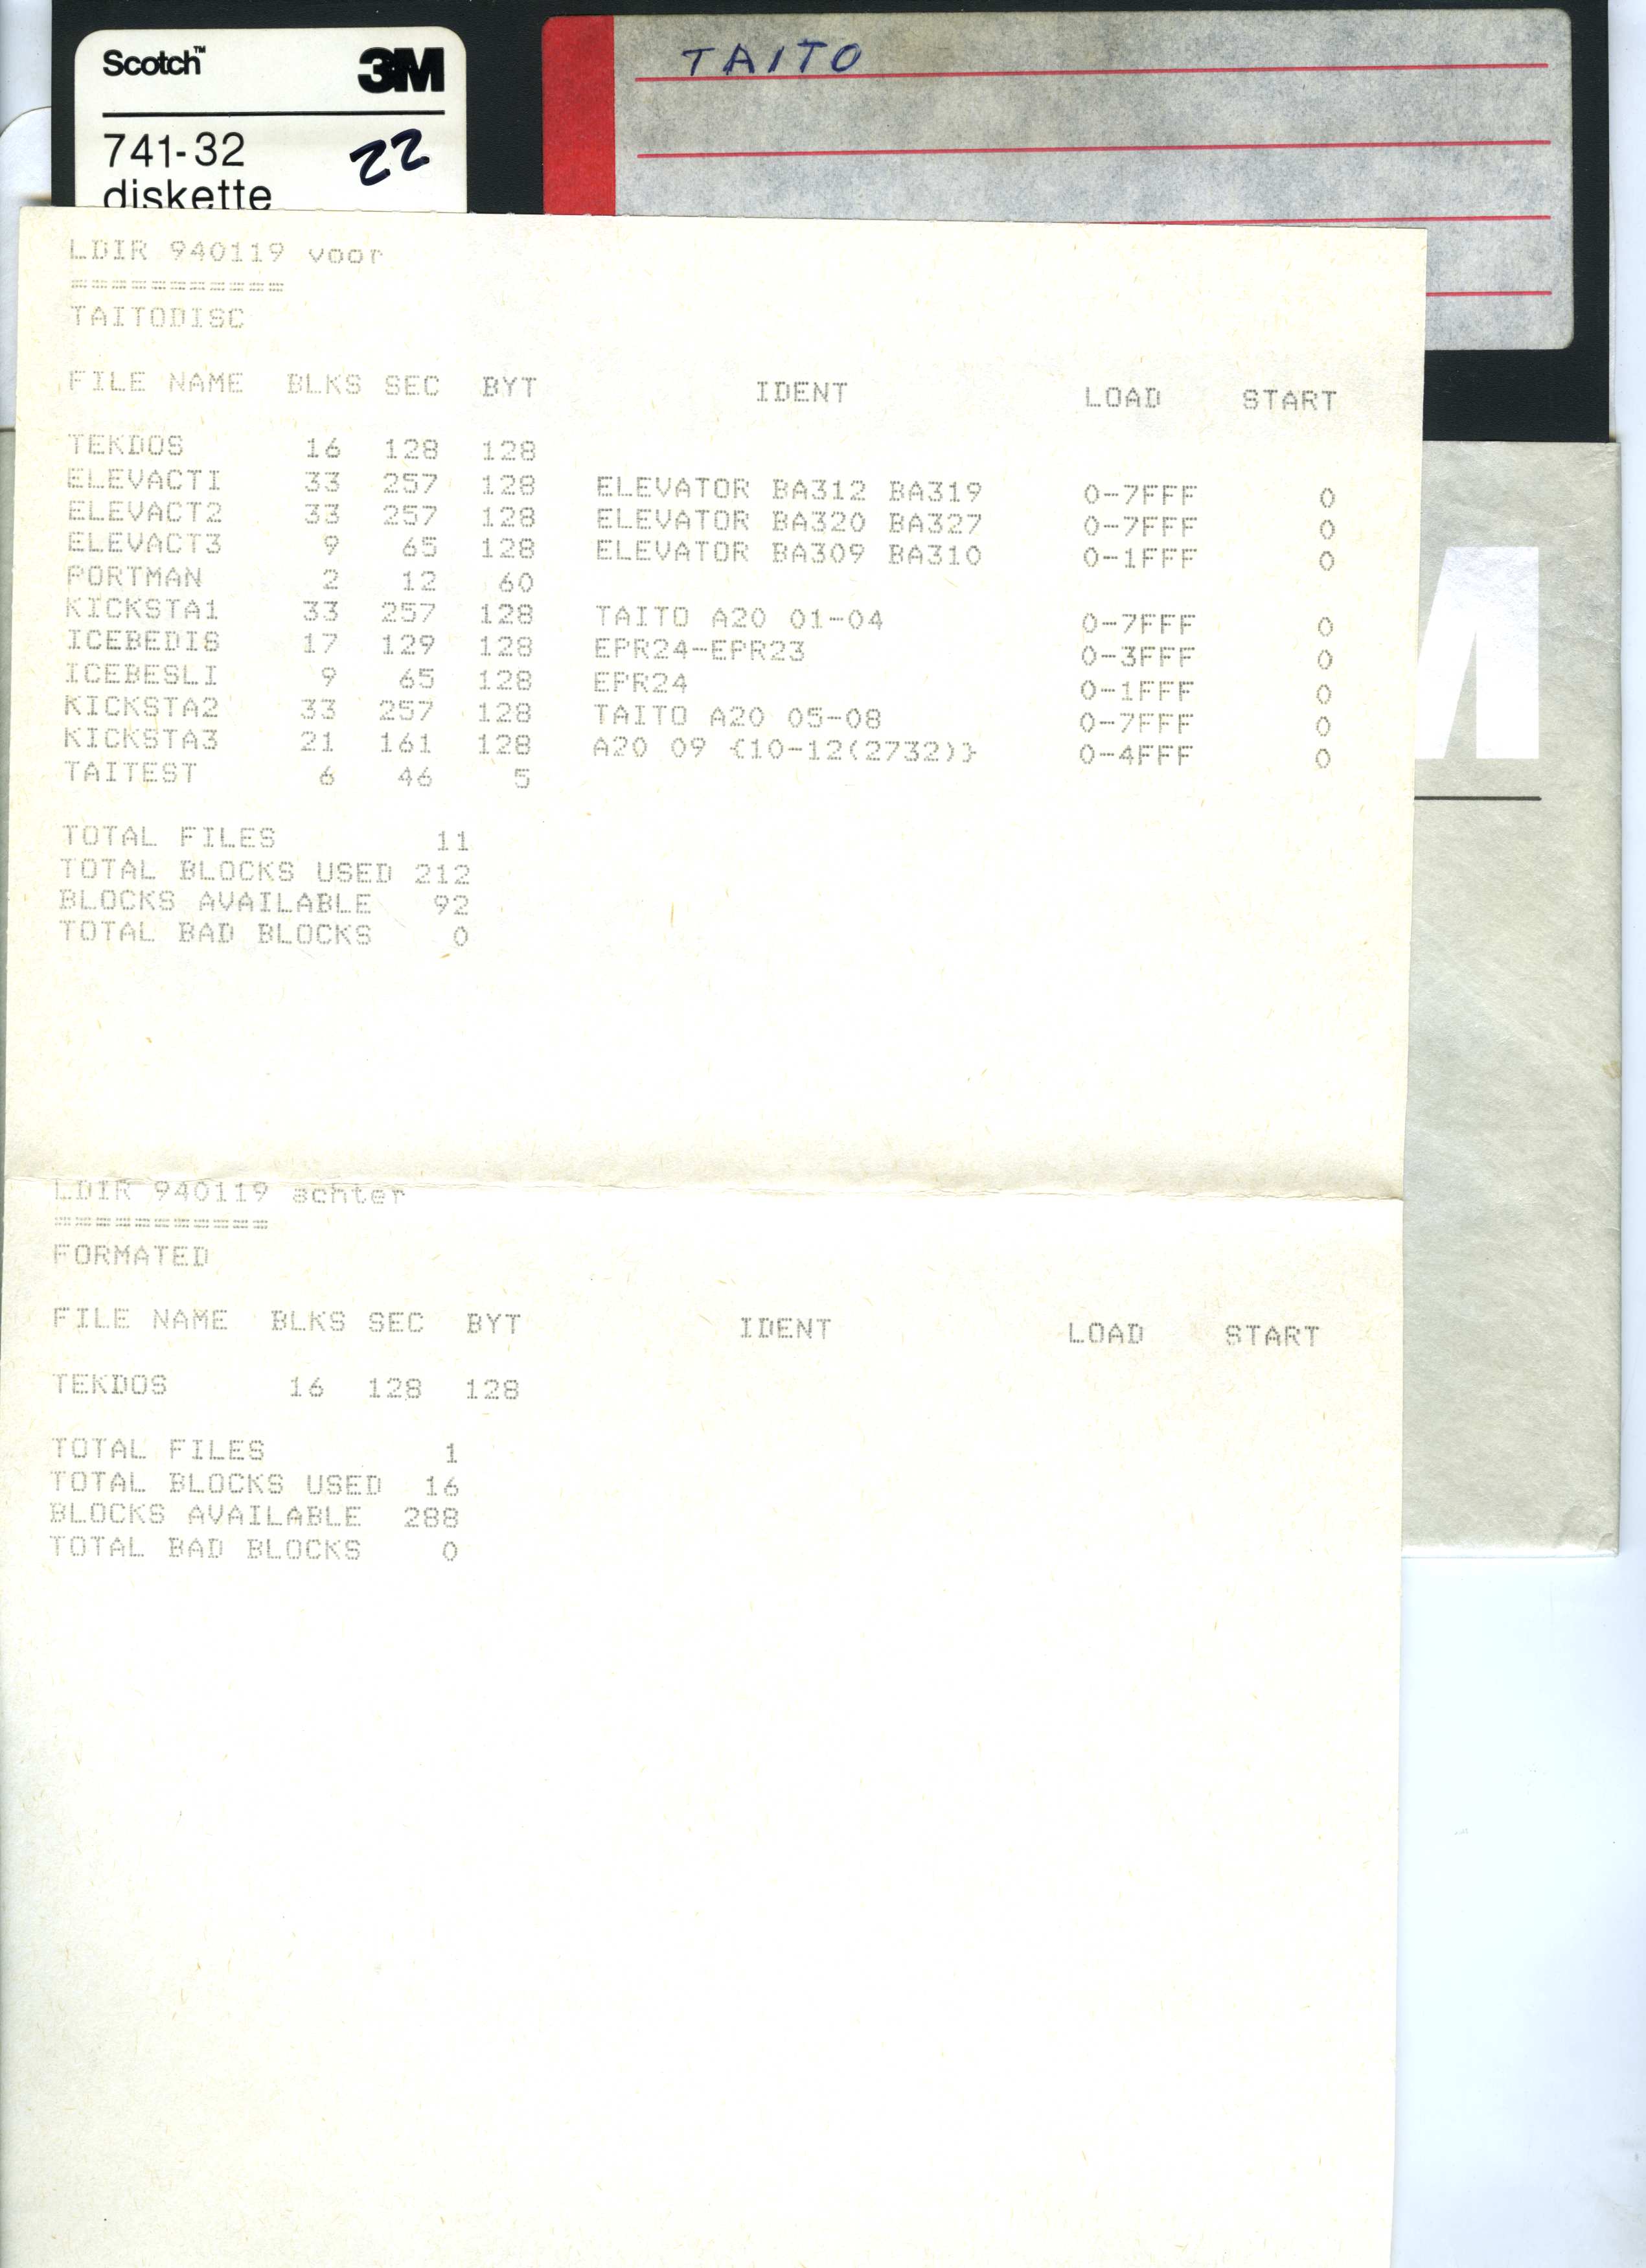 Scotch™ 3M
741-32
diskette
22
TAITO
LDIR 940119 voor
===========
TAITODISC
FILE NAME BLKS SEC BYT IDENT LOAD START
TEKDOS 16 128 128
ELEVACT1 33 257 128 ELEVATOR BA312 BA319 0-7FFF 0
ELEVACT2 33 257 128 ELEVATOR BA320 BA327 0-7FFF 0
ELEVACT3 9 65 128 ELEVATOR BA309 BA310 0-1FFF 0
PORTMAN 2 12 60
KICKSTA1 33 257 128 TAITO A20 01-04 0-7FFF 0
ICEBEDIS 17 129 128 EPR24-EPR23 0-3FFF 0
ICEBESLI 9 65 128 EPR24 0-1FFF 0
KICKSTA2 33 257 128 TAITO A20 05-08 0-7FFF 0
KICKSTA3 21 161 128 A20 09 {10-12(2732)} 0-4FFF 0
TAITEST 6 46 5
TOTAL FILES 11
TOTAL BLOCKS USED 212
BLOCKS AVAILABLE 92
TOTAL BAD BLOCKS 0
LDIR 940119 achter
===========
FORMATED
FILE NAME BLKS SEC BYT IDENT LOAD START
TEKDOS 16 128 128
TOTAL FILES 1
TOTAL BLOCKS USED 16
BLOCKS AVAILABLE 288
TOTAL BAD BLOCKS 0